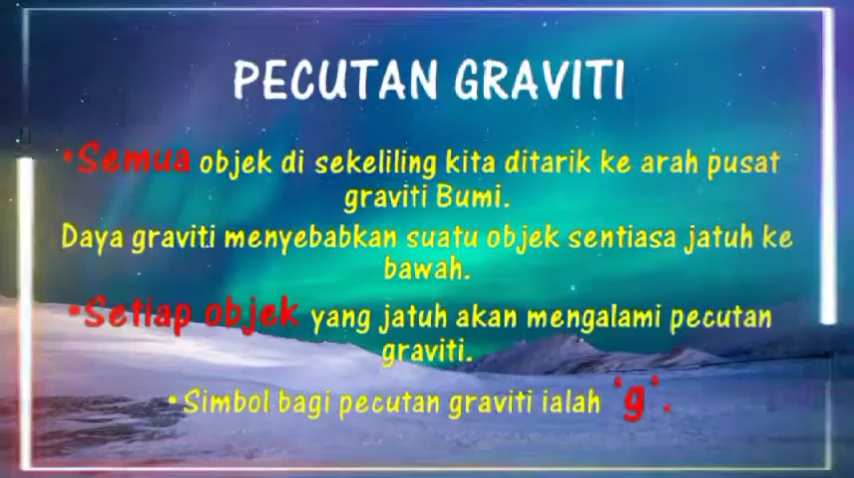 PECUTAN GRAVITI
•Semua objek di sekeliling kita ditarik ke arah pusat
graviti Bumi.
Daya graviti menyebabkan suatu objek sentiasa jatuh ke
bawah.
•Setiap objek yang jatuh akan mengalami pecutan
graviti.
•Simbol bagi pecutan graviti ialah 'g'.